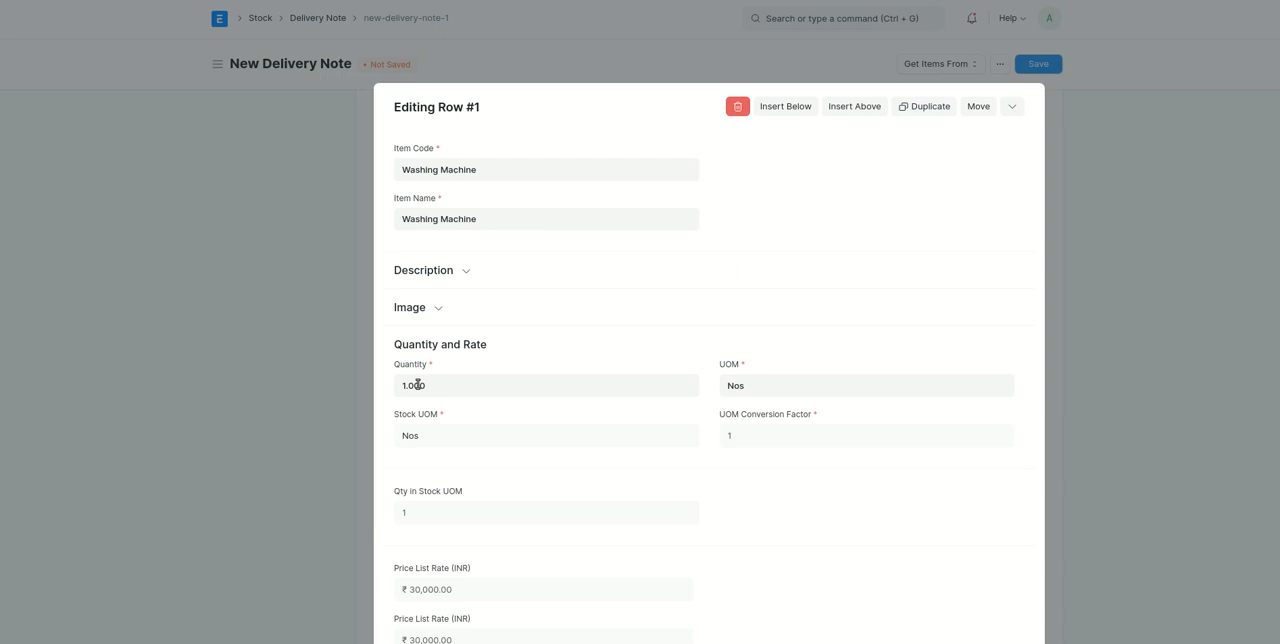 E > Stock > Delivery Note > new-delivery-note-1 Search or type a command (Ctrl + G) Help A
New Delivery Note • Not Saved Get Items From ··· Save
Editing Row #1 Insert Below Insert Above Duplicate Move
Item Code *
Washing Machine
Item Name *
Washing Machine
Description
Image
Quantity and Rate
Quantity * UOM *
1.000 Nos
Stock UOM * UOM Conversion Factor *
Nos 1
Qty in Stock UOM
1
Price List Rate (INR)
₹ 30,000.00
Price List Rate (INR)
₹ 30,000.00